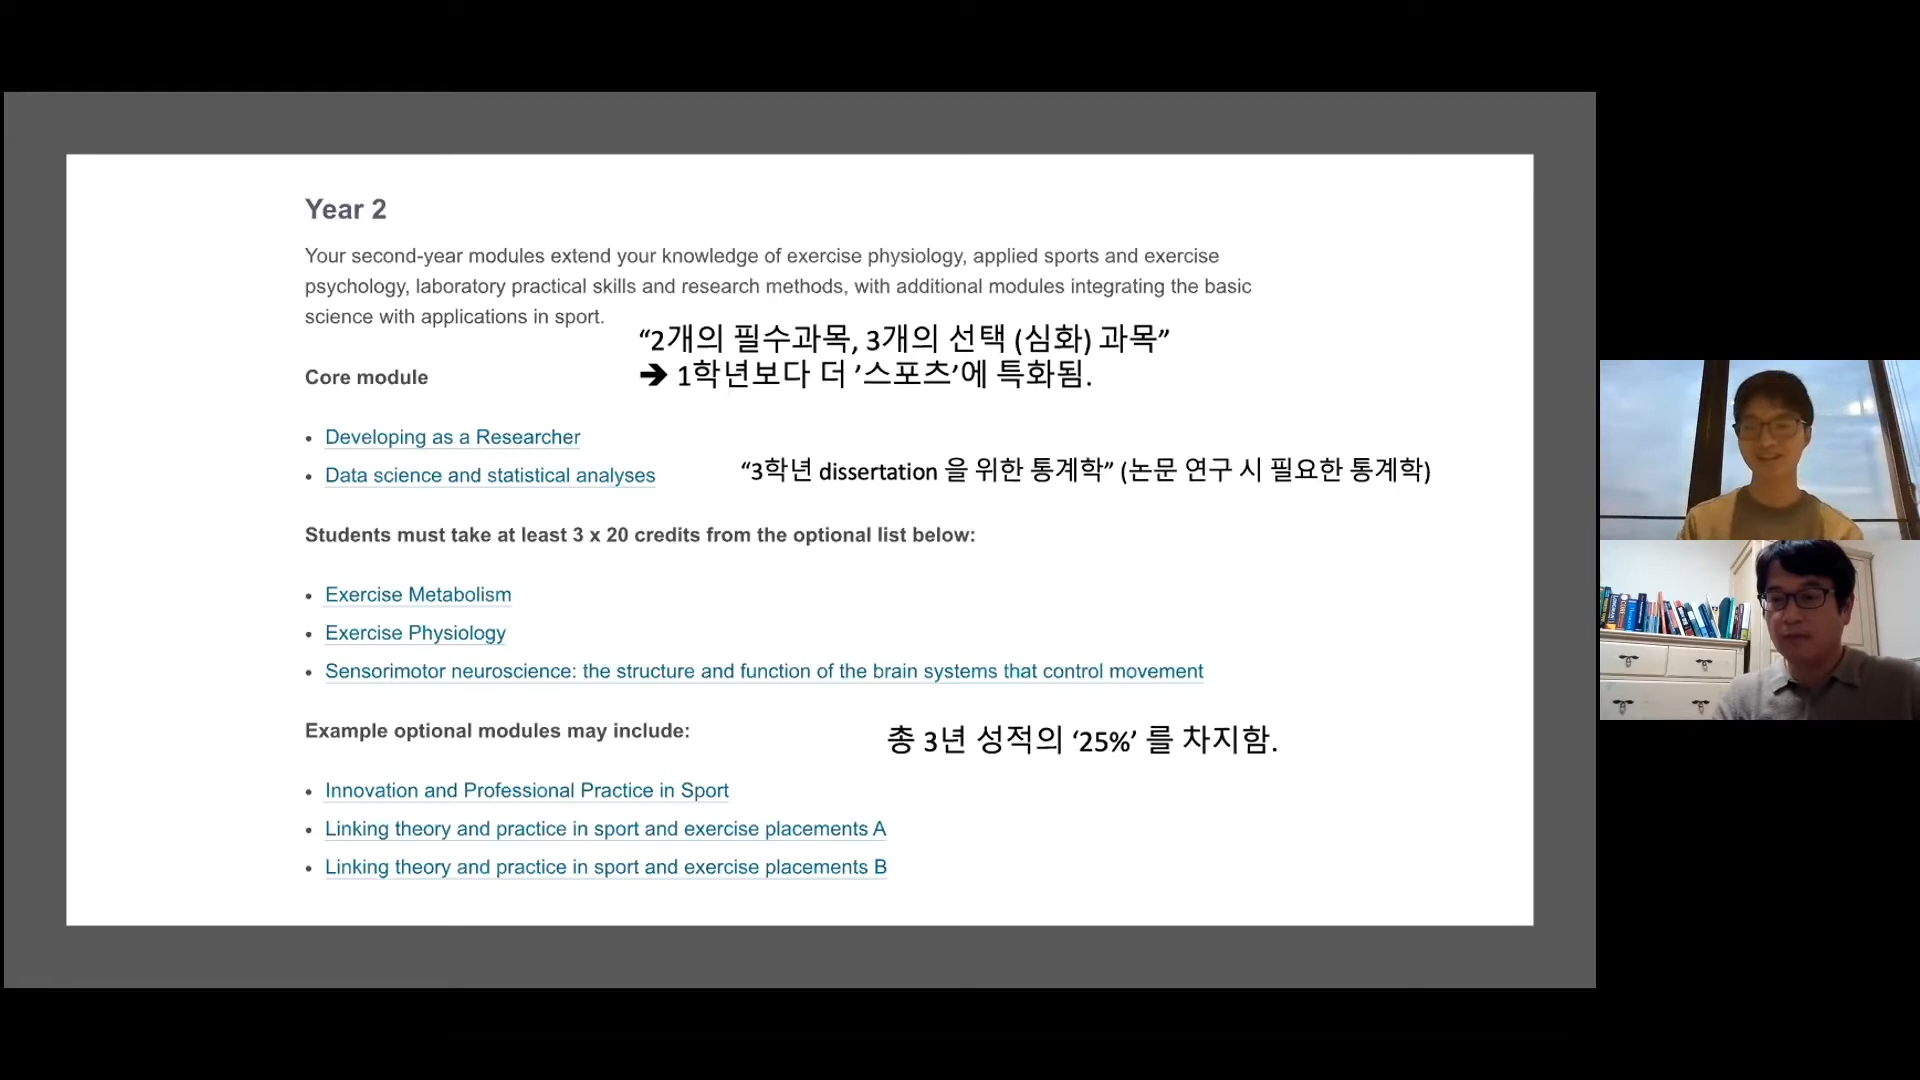 Year 2
Your second-year modules extend your knowledge of exercise physiology, applied sports and exercise
psychology, laboratory practical skills and research methods, with additional modules integrating the basic
science with applications in sport.
“2개의 필수과목, 3개의 선택 (심화) 과목”
➔ 1학년보다 더 ’스포츠’에 특화됨.
Core module
• Developing as a Researcher
• Data science and statistical analyses
“3학년 dissertation 을 위한 통계학” (논문 연구 시 필요한 통계학)
Students must take at least 3 x 20 credits from the optional list below:
• Exercise Metabolism
• Exercise Physiology
• Sensorimotor neuroscience: the structure and function of the brain systems that control movement
Example optional modules may include:
총 3년 성적의 ‘25%’ 를 차지함.
• Innovation and Professional Practice in Sport
• Linking theory and practice in sport and exercise placements A
• Linking theory and practice in sport and exercise placements B